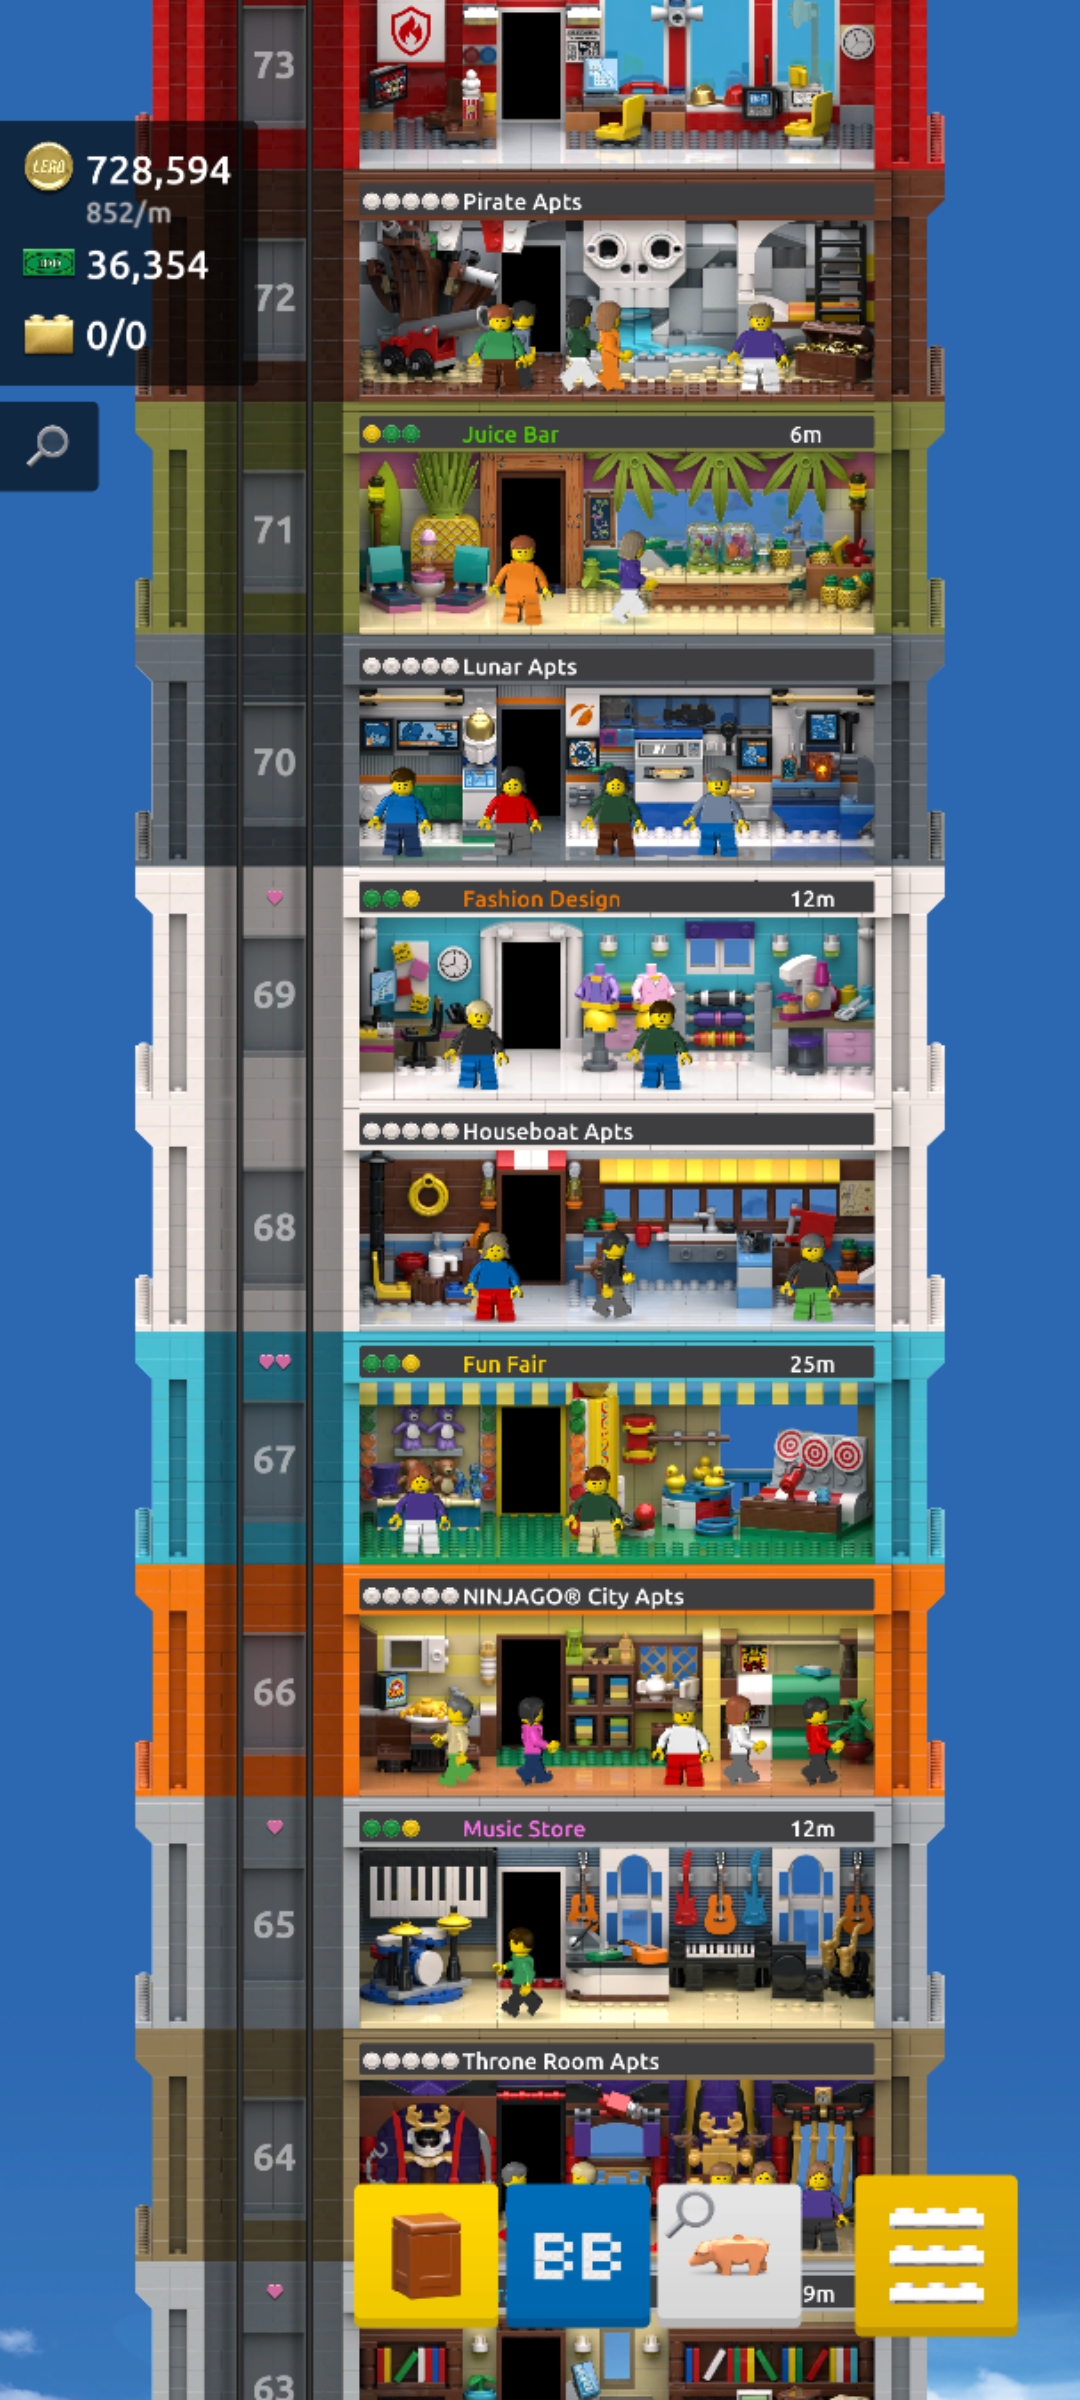 73
LEGO
728,594
852/m
36,354
0/0
Pirate Apts
72
Juice Bar 6m
71
Lunar Apts
70
Fashion Design 12m
69
Houseboat Apts
68
Fun Fair 25m
67
NINJAGO® City Apts
66
Music Store 12m
65
Throne Room Apts
64
BB
9m
63